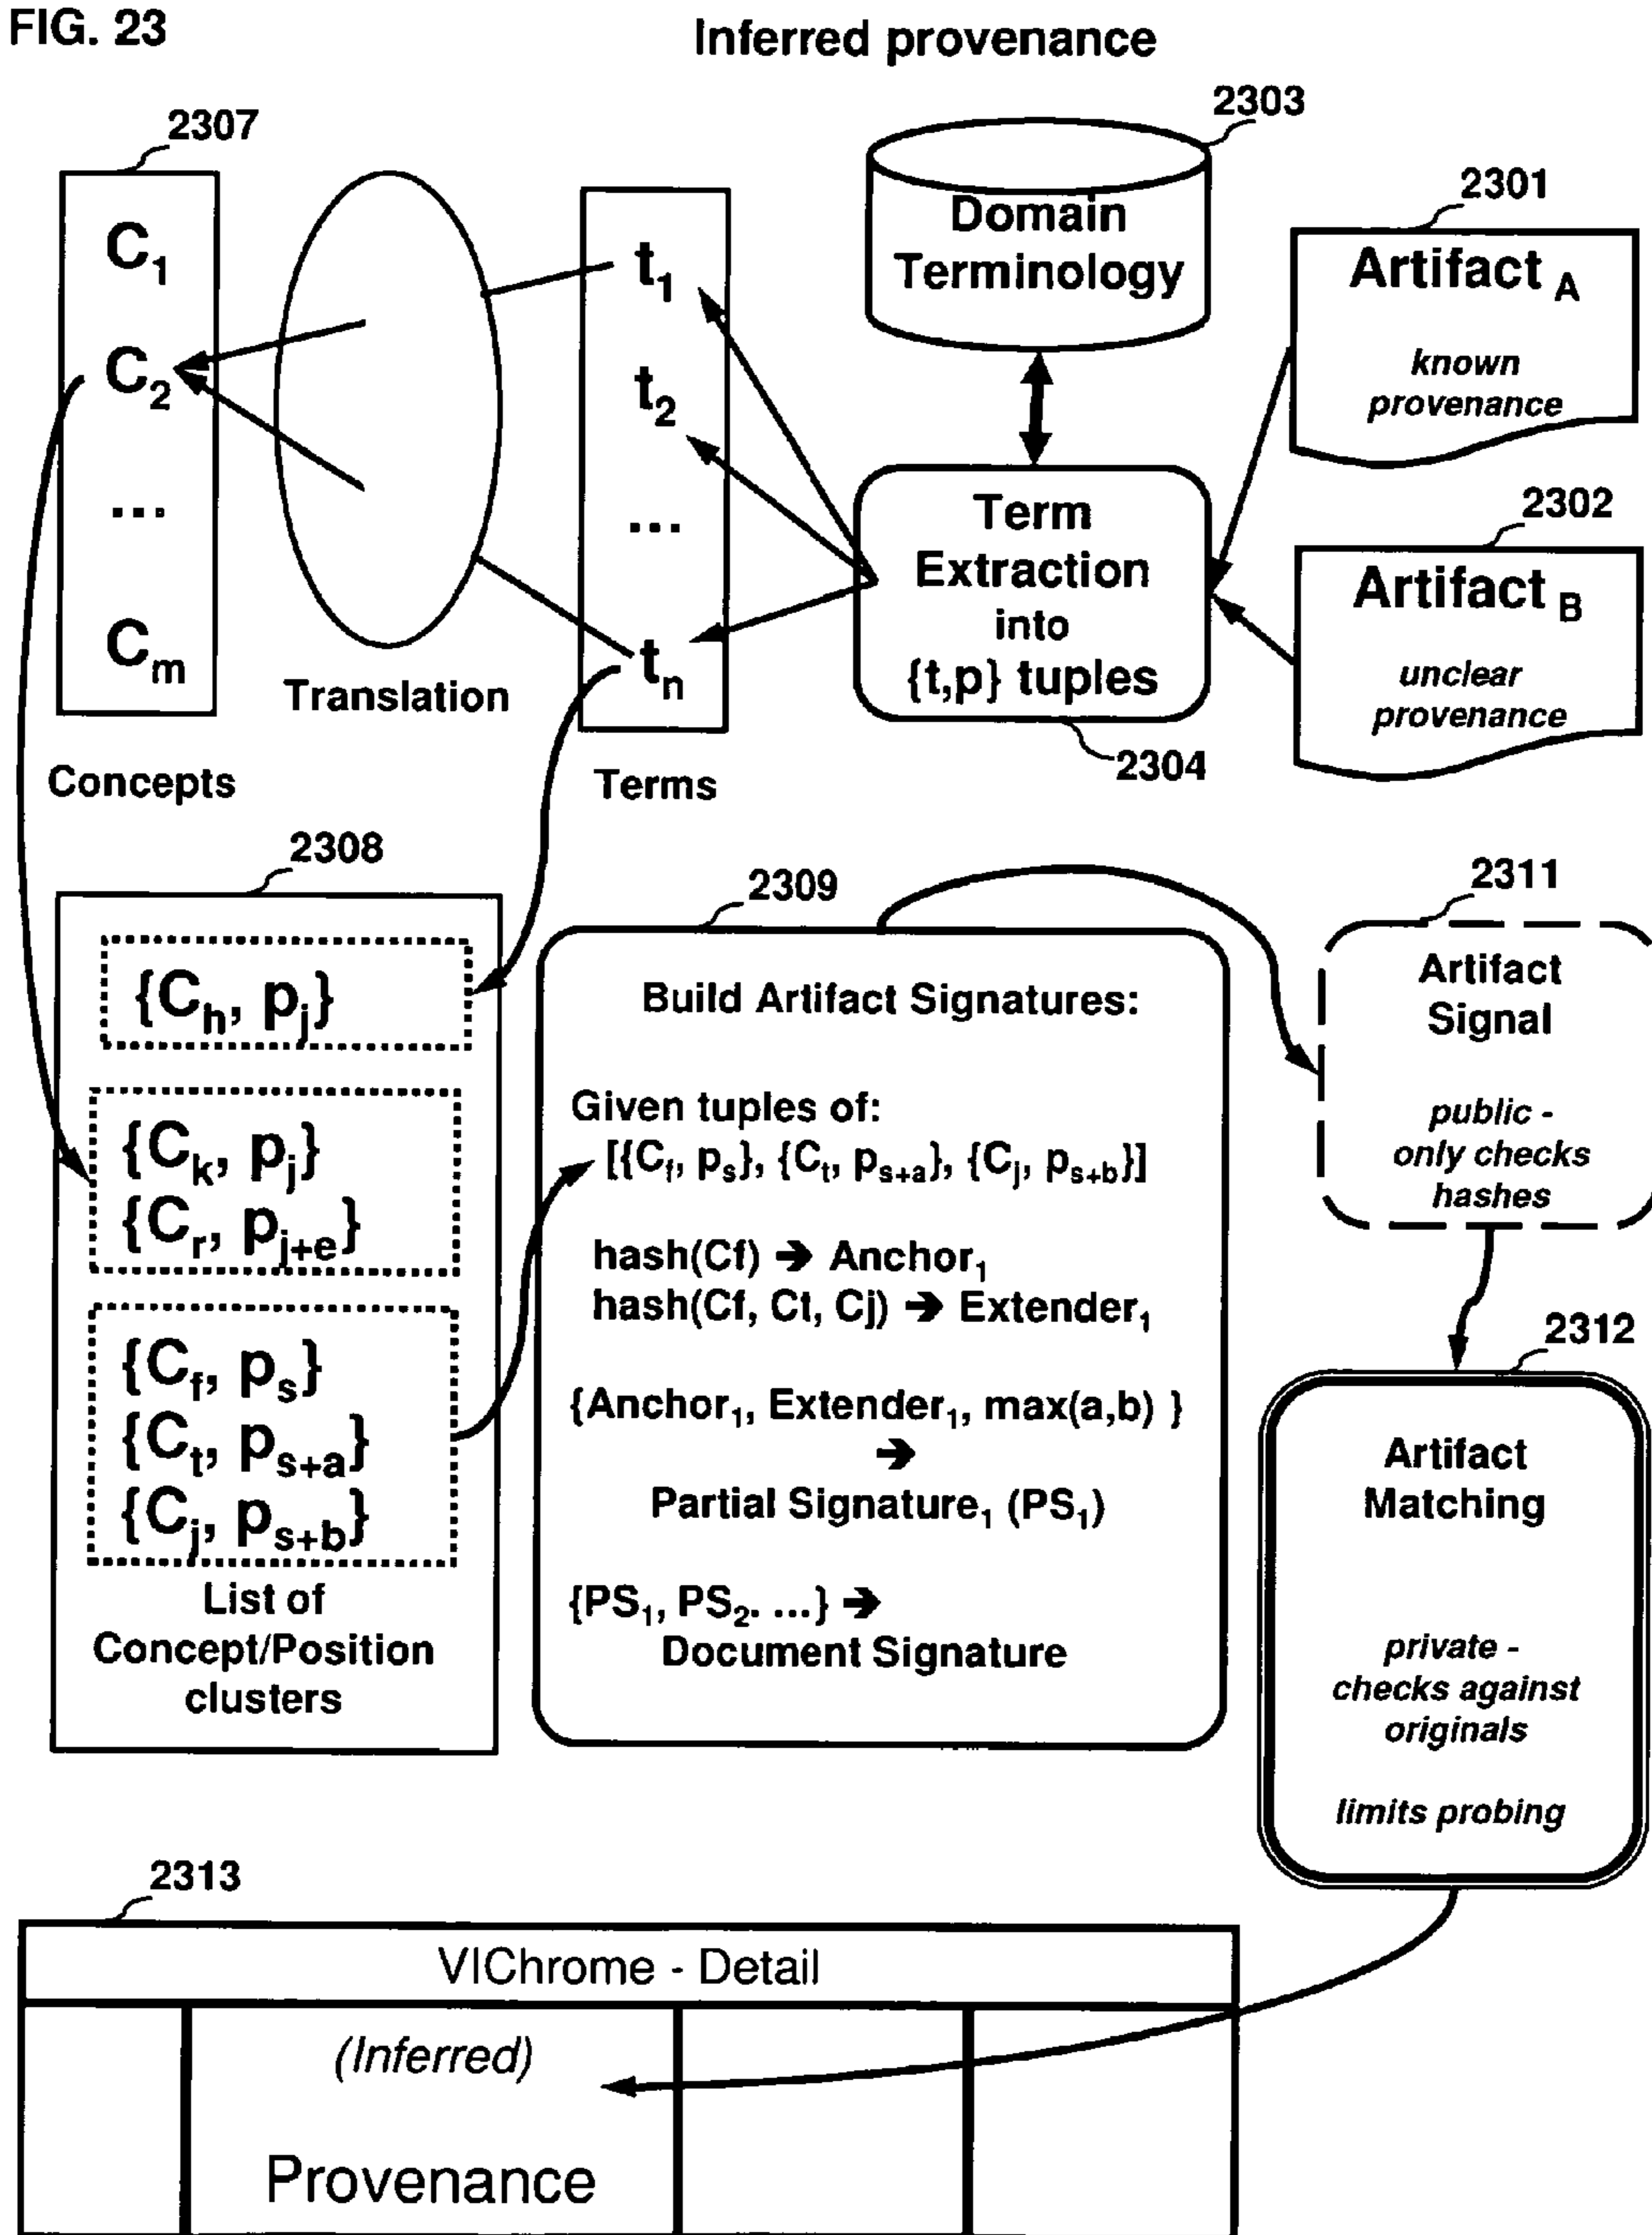 FIG. 23
Inferred provenance
2307
2303
2301
C1
C2
...
Cm
Translation
t1
t2
...
tn
Domain
Terminology
Artifact A
known
provenance
Term
Extraction
into
{t,p} tuples
2302
Artifact B
unclear
provenance
2304
Concepts
Terms
2308
{Ch, pj}
{Ck, pj}
{Cr, pj+e}
{Cf, ps}
{Ct, ps+a}
{Cj, ps+b}
List of
Concept/Position
clusters
2309
Build Artifact Signatures:
Given tuples of:
[{Cf, ps}, {Ct, ps+a}, {Cj, ps+b}]
hash(Cf) ➔ Anchor1
hash(Cf, Ct, Cj) ➔ Extender1
{Anchor1, Extender1, max(a,b) }
➔
Partial Signature1 (PS1)
{PS1, PS2. ...} ➔
Document Signature
2311
Artifact
Signal
public -
only checks
hashes
2312
Artifact
Matching
private -
checks against
originals
limits probing
2313
VIChrome - Detail
(Inferred)
Provenance